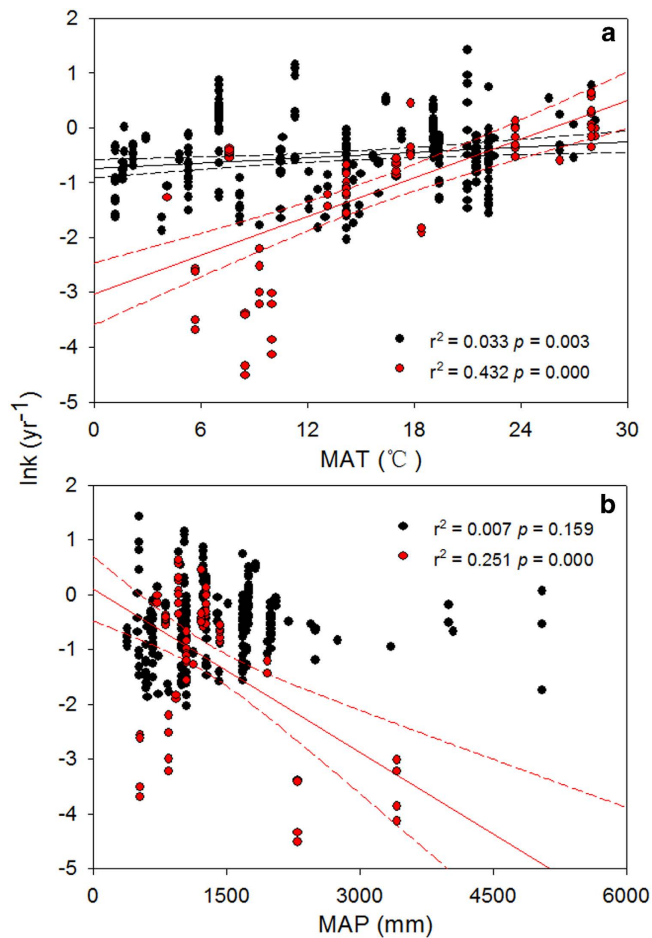 a
2
1
0
-1
-2
-3
-4
-5
r² = 0.033 p = 0.003
r² = 0.432 p = 0.000
0 6 12 18 24 30
MAT (℃)
lnk (yr⁻¹)
b
2
1
0
-1
-2
-3
-4
-5
r² = 0.007 p = 0.159
r² = 0.251 p = 0.000
0 1500 3000 4500 6000
MAP (mm)